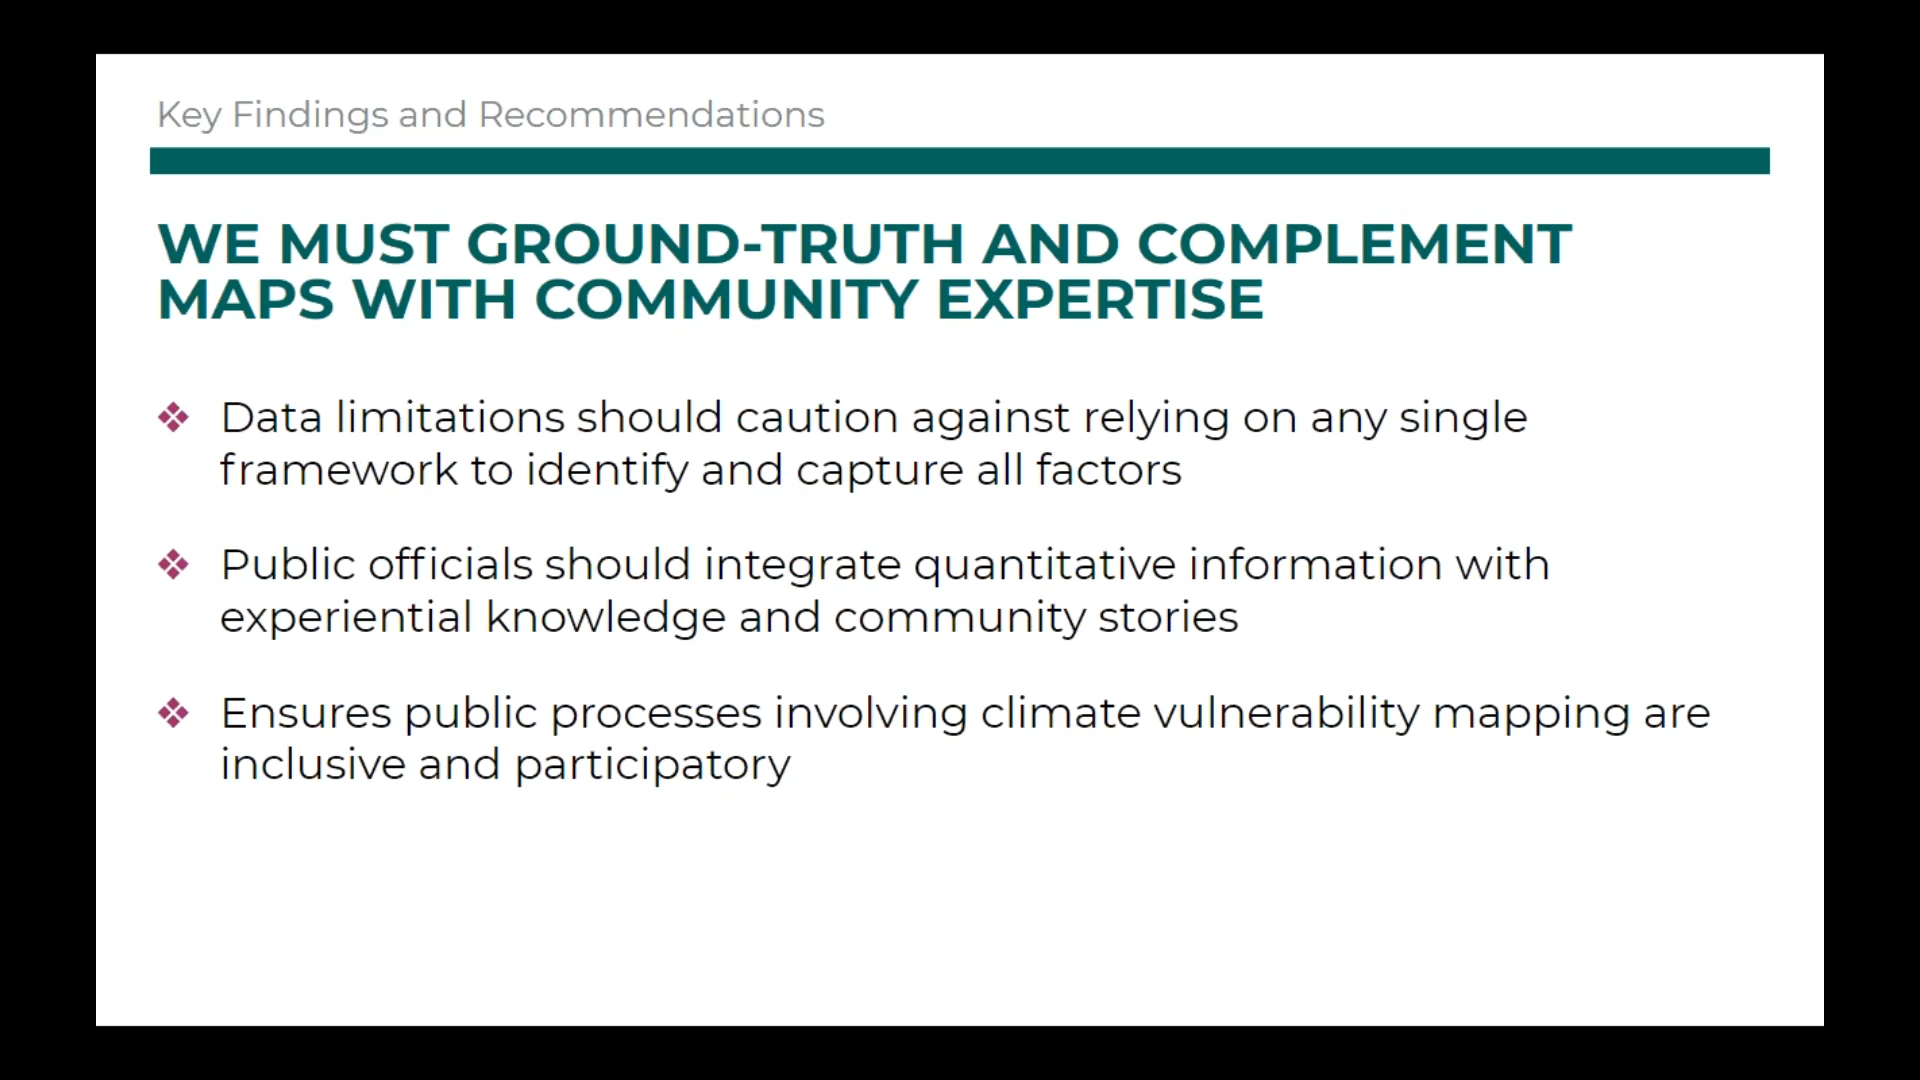 Key Findings and Recommendations
WE MUST GROUND-TRUTH AND COMPLEMENT
MAPS WITH COMMUNITY EXPERTISE
❖ Data limitations should caution against relying on any single
framework to identify and capture all factors
❖ Public officials should integrate quantitative information with
experiential knowledge and community stories
❖ Ensures public processes involving climate vulnerability mapping are
inclusive and participatory